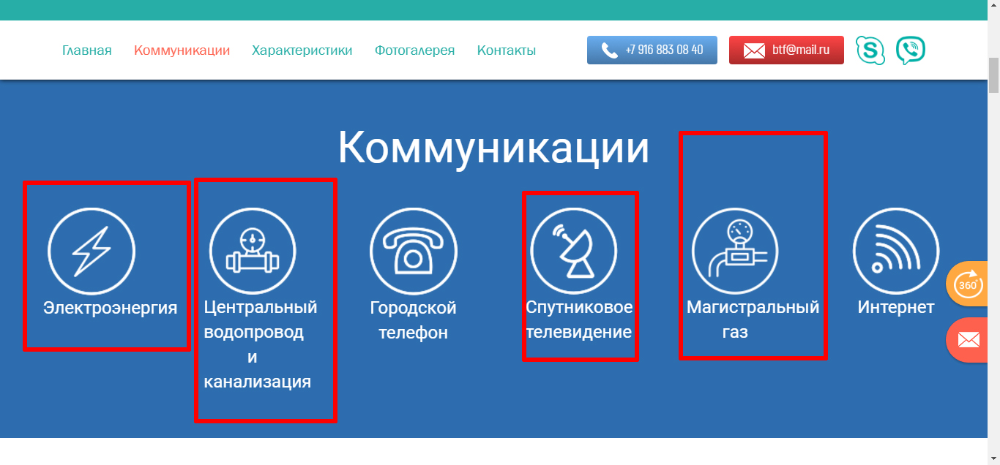 Главная Коммуникации Характеристики Фотогалерея Контакты +7 916 883 08 40 btf@mail.ru
Коммуникации
Электроэнергия
Центральный
водопровод
и
канализация
Городской
телефон
Спутниковое
телевидение
Магистральный
газ
Интернет
360°